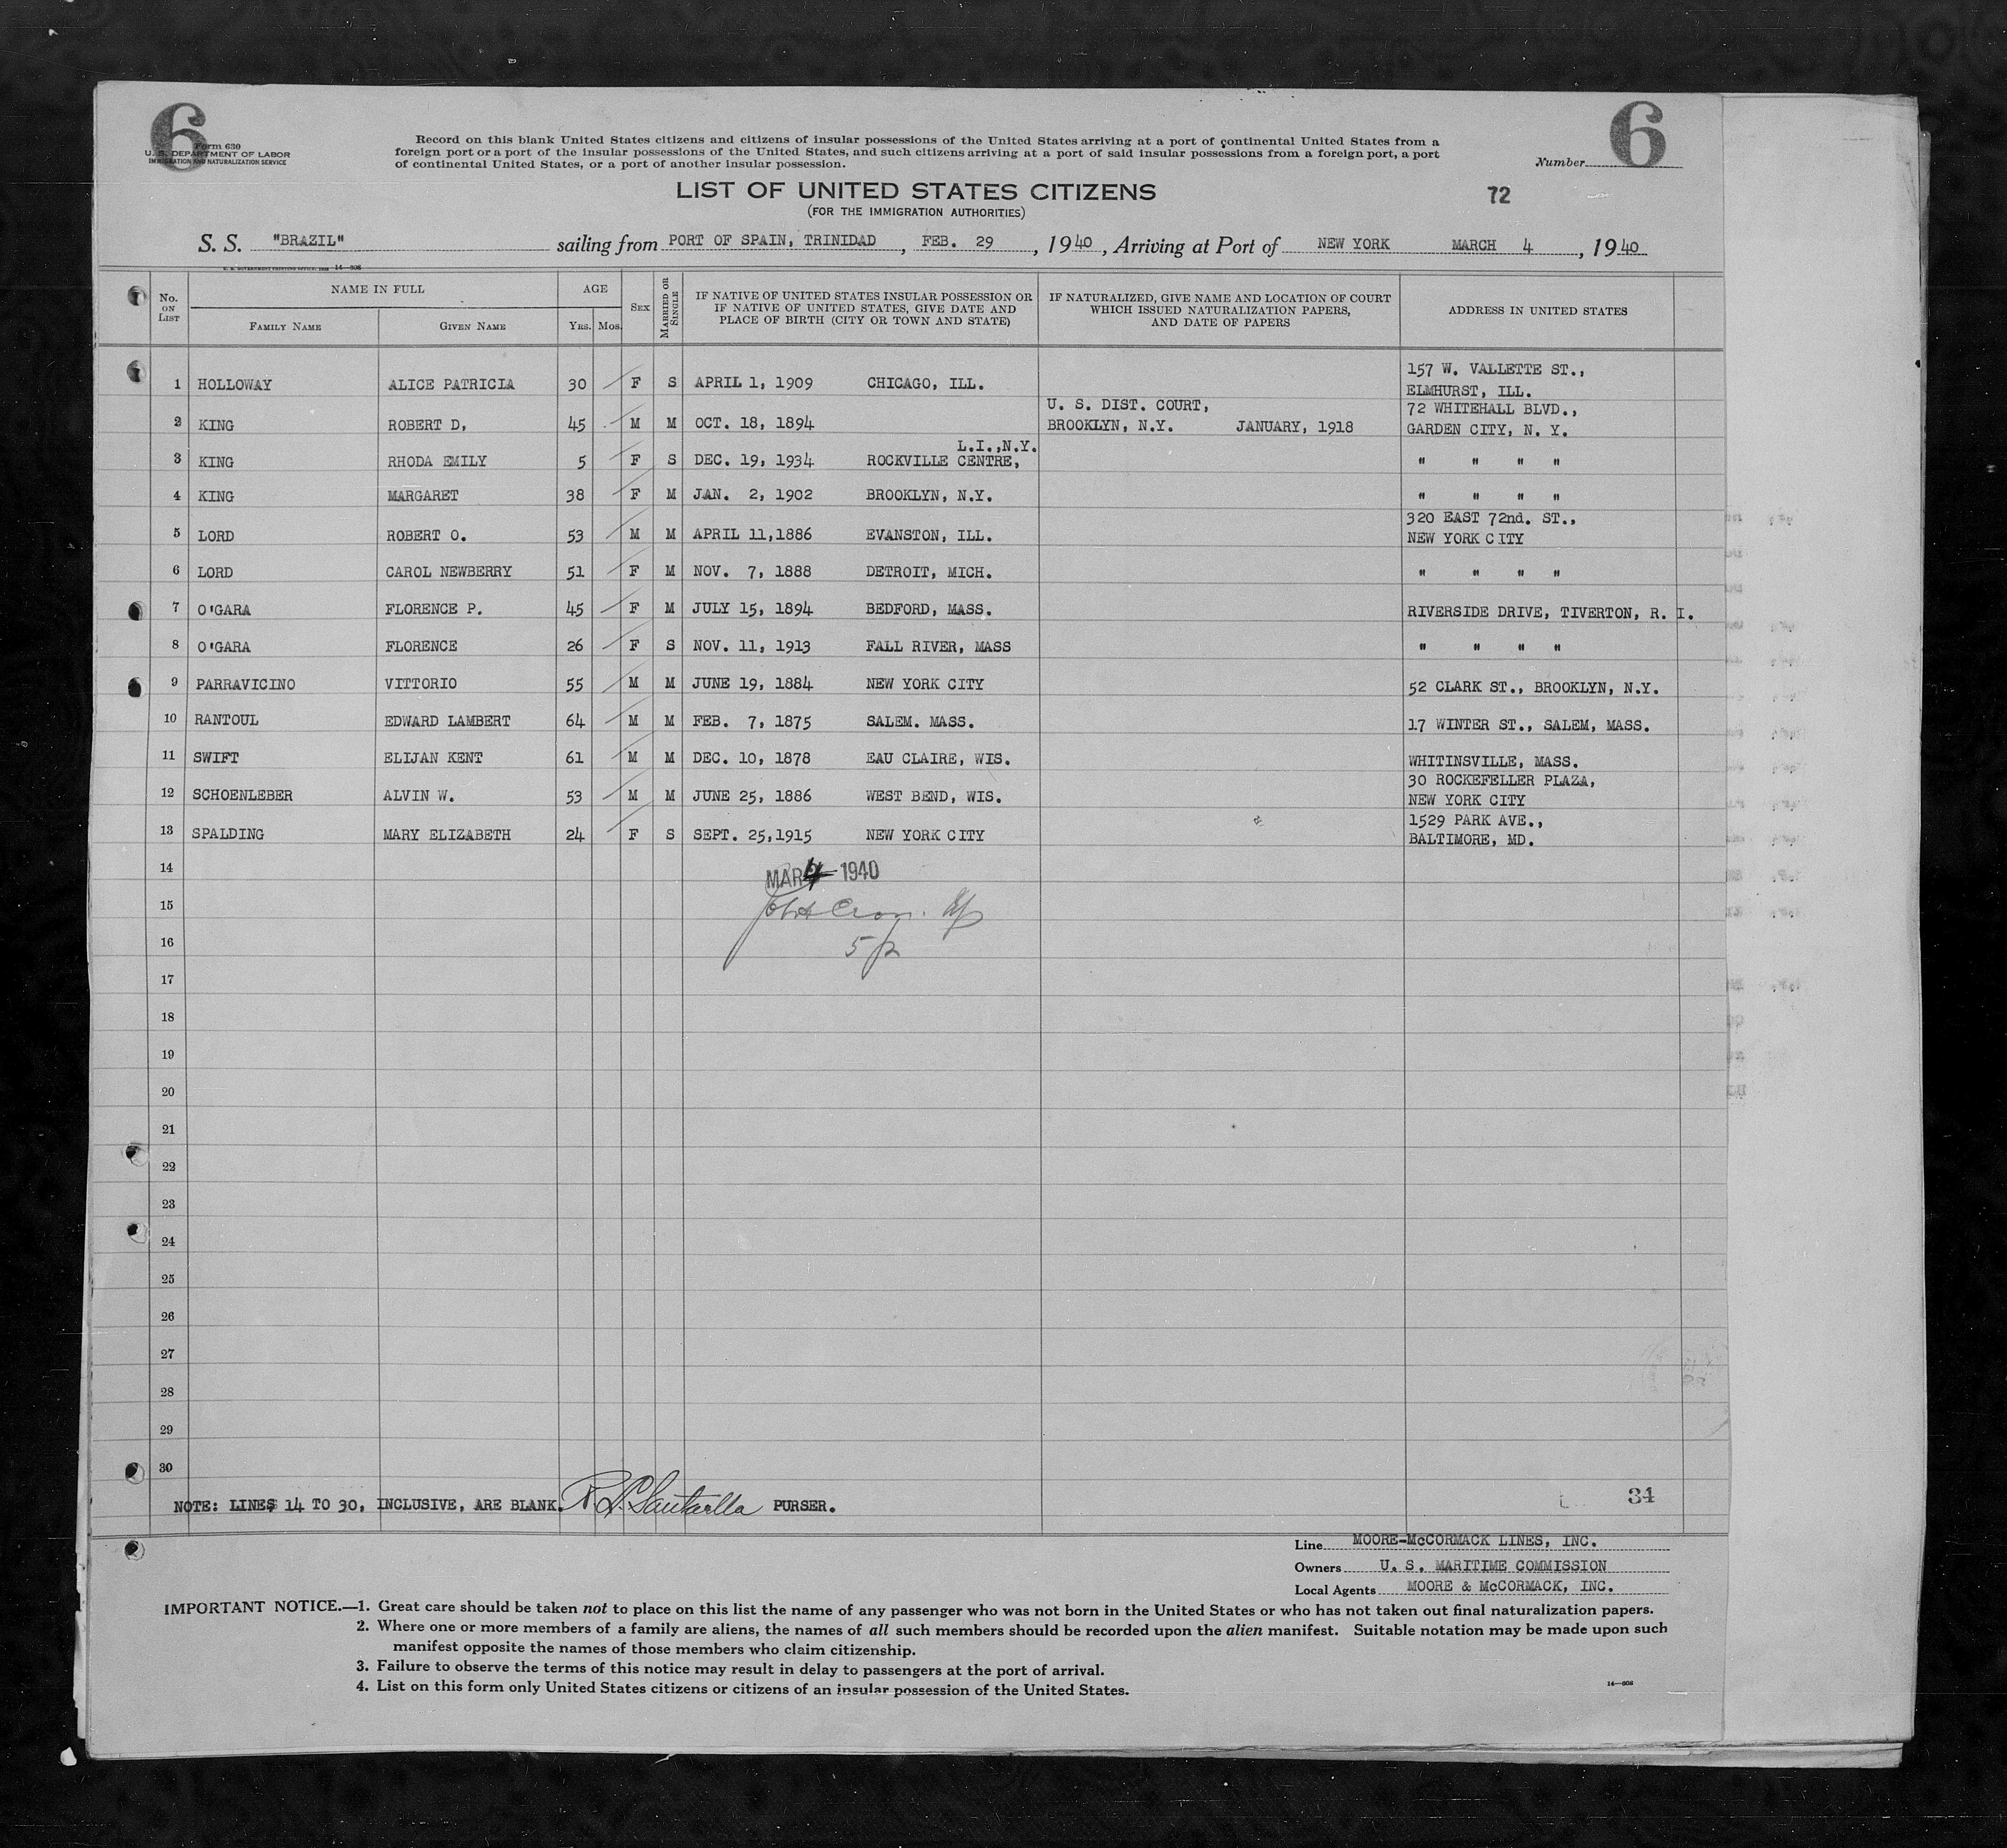 6
Form 630
U. S. DEPARTMENT OF LABOR
IMMIGRATION AND NATURALIZATION SERVICE
Record on this blank United States citizens and citizens of insular possessions of the United States arriving at a port of continental United States from a
foreign port or a port of the insular possessions of the United States, and such citizens arriving at a port of said insular possessions from a foreign port, a port
of continental United States, or a port of another insular possession.
Number 6
LIST OF UNITED STATES CITIZENS
(FOR THE IMMIGRATION AUTHORITIES)
72
S. S. "BRAZIL" sailing from PORT OF SPAIN, TRINIDAD, FEB. 29, 1940, Arriving at Port of NEW YORK MARCH 4, 1940
U. S. GOVERNMENT PRINTING OFFICE: 1938 14—608
No. ON LIST
NAME IN FULL
FAMILY NAME GIVEN NAME
AGE
YRS. MOS.
SEX
MARRIED OR SINGLE
IF NATIVE OF UNITED STATES INSULAR POSSESSION OR
IF NATIVE OF UNITED STATES, GIVE DATE AND
PLACE OF BIRTH (CITY OR TOWN AND STATE)
IF NATURALIZED, GIVE NAME AND LOCATION OF COURT
WHICH ISSUED NATURALIZATION PAPERS,
AND DATE OF PAPERS
ADDRESS IN UNITED STATES
157 W. VALLETTE ST.,
1 HOLLOWAY ALICE PATRICIA 30 F S APRIL 1, 1909 CHICAGO, ILL. ELMHURST, ILL.
U. S. DIST. COURT, 72 WHITEHALL BLVD.,
2 KING ROBERT D, 45 M M OCT. 18, 1894 BROOKLYN, N.Y. JANUARY, 1918 GARDEN CITY, N. Y.
L.I.,N.Y.
3 KING RHODA EMILY 5 F S DEC. 19, 1934 ROCKVILLE CENTRE, " " " "
4 KING MARGARET 38 F M JAN. 2, 1902 BROOKLYN, N.Y. " " " "
320 EAST 72nd. ST.,
5 LORD ROBERT O. 53 M M APRIL 11,1886 EVANSTON, ILL. NEW YORK CITY
6 LORD CAROL NEWBERRY 51 F M NOV. 7, 1888 DETROIT, MICH. " " " "
7 O'GARA FLORENCE P. 45 F M JULY 15, 1894 BEDFORD, MASS. RIVERSIDE DRIVE, TIVERTON, R. I.
8 O'GARA FLORENCE 26 F S NOV. 11, 1913 FALL RIVER, MASS " " " "
9 PARRAVICINO VITTORIO 55 M M JUNE 19, 1884 NEW YORK CITY 52 CLARK ST., BROOKLYN, N.Y.
10 RANTOUL EDWARD LAMBERT 64 M M FEB. 7, 1875 SALEM. MASS. 17 WINTER ST., SALEM, MASS.
11 SWIFT ELIJAN KENT 61 M M DEC. 10, 1878 EAU CLAIRE, WIS. WHITINSVILLE, MASS.
30 ROCKEFELLER PLAZA,
12 SCHOENLEBER ALVIN W. 53 M M JUNE 25, 1886 WEST BEND, WIS. NEW YORK CITY
1529 PARK AVE.,
13 SPALDING MARY ELIZABETH 24 F S SEPT. 25,1915 NEW YORK CITY BALTIMORE, MD.
14 MAR 4 1940
15
16
17
18
19
20
21
22
23
24
25
26
27
28
29
30
NOTE: LINES 14 TO 30, INCLUSIVE, ARE BLANK. PURSER.
34
Line MOORE-McCORMACK LINES, INC.
Owners U. S. MARITIME COMMISSION
Local Agents MOORE & McCORMACK, INC.
IMPORTANT NOTICE.—1. Great care should be taken not to place on this list the name of any passenger who was not born in the United States or who has not taken out final naturalization papers.
2. Where one or more members of a family are aliens, the names of all such members should be recorded upon the alien manifest. Suitable notation may be made upon such
manifest opposite the names of those members who claim citizenship.
3. Failure to observe the terms of this notice may result in delay to passengers at the port of arrival.
4. List on this form only United States citizens or citizens of an insular possession of the United States.
14—608